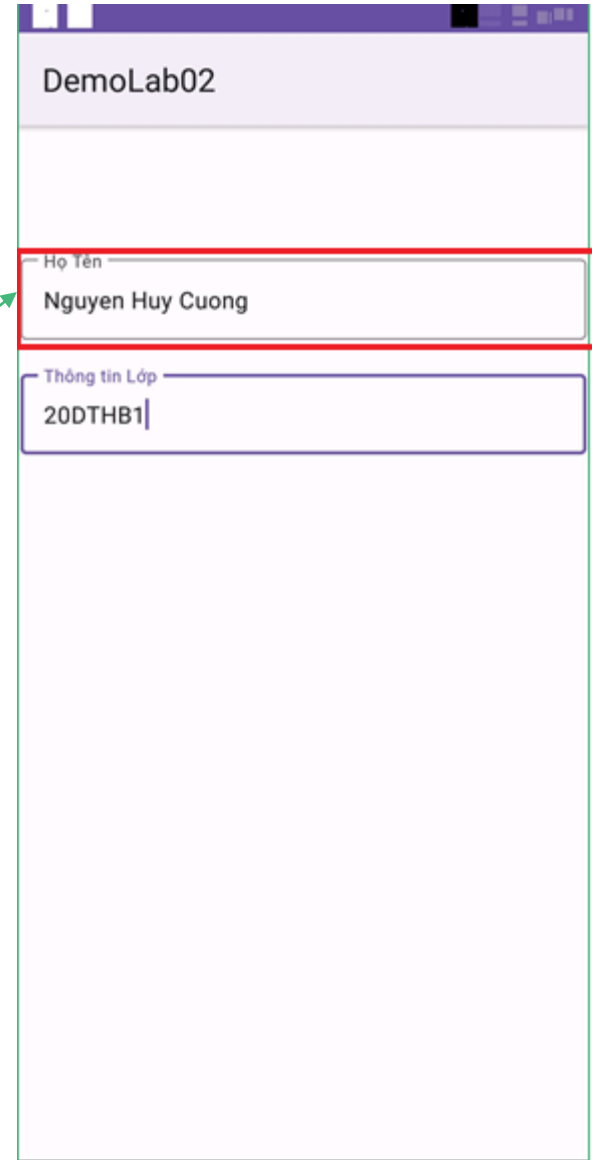 DemoLab02
Họ Tên
Nguyen Huy Cuong
Thông tin Lớp
20DTHB1